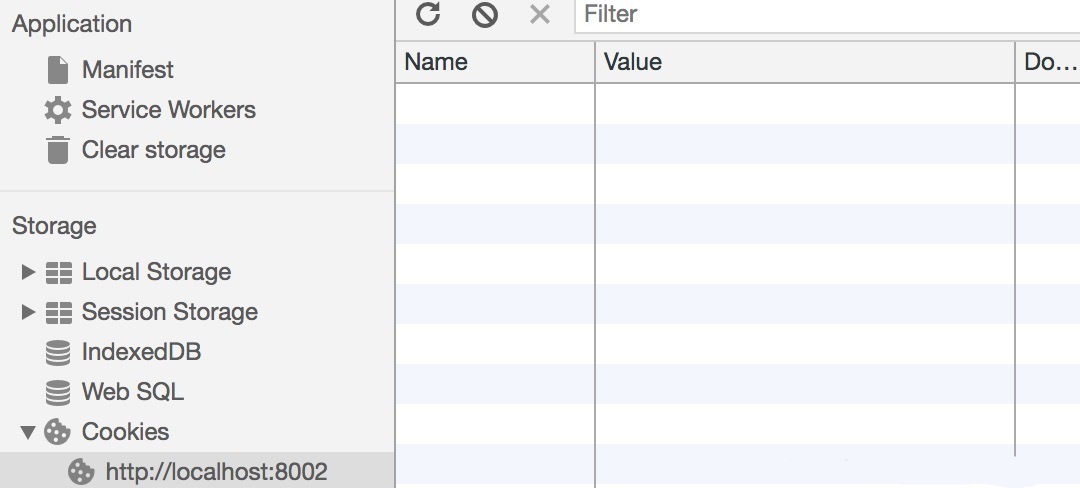 Application
Manifest
Service Workers
Clear storage
Storage
Local Storage
Session Storage
IndexedDB
Web SQL
Cookies
http://localhost:8002
Filter
Name Value Do...